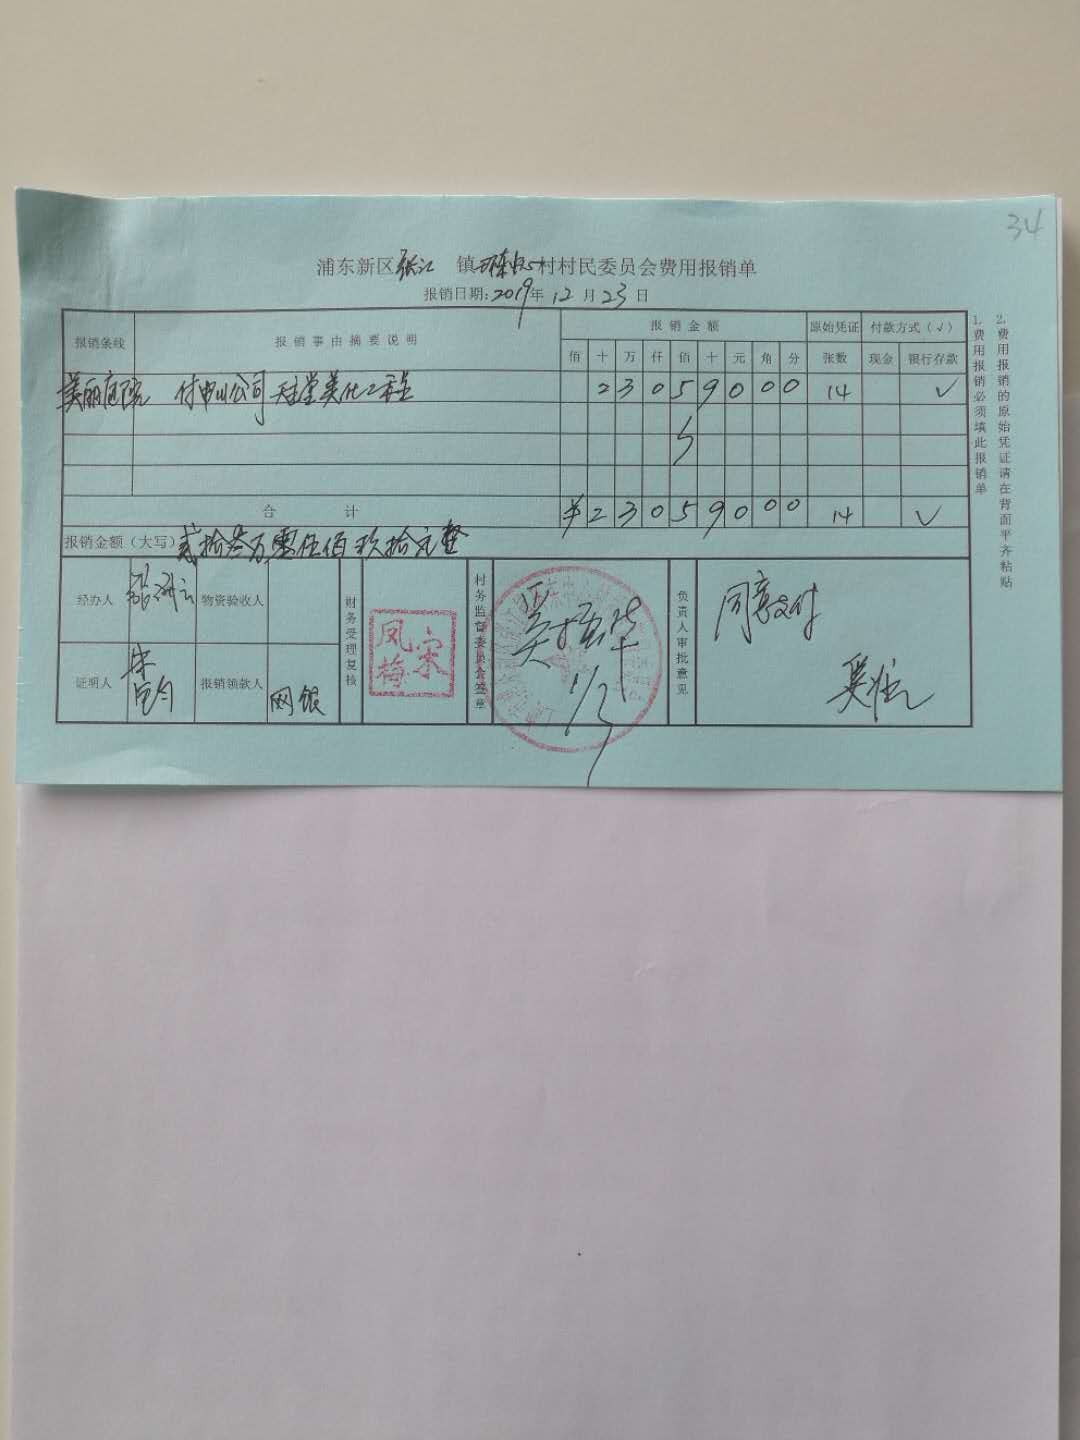 34
浦东新区张江 镇环东中心村村民委员会费用报销单
报销日期：2019年12月23日
报销条线 报销事由摘要说明 报销金额 原始凭证 付款方式（√）
佰 十 万 仟 佰 十 元 角 分 张数 现金 银行存款
美丽庭院 付申川公司 天主堂美化工程 2 3 0 5 9 0 0 0 14 √
合计 ¥ 2 3 0 5 9 0 0 0 14 √
报销金额（大写） 贰拾叁万零伍佰玖拾元整
经办人 物资验收人
证明人 报销领款人 网银
财务受理复核
宋凤梅
村务监督委员会签章
负责人审批意见
同意支付
1.费用报销必须填此报销单
2.费用报销的原始凭证请在背面平齐粘贴